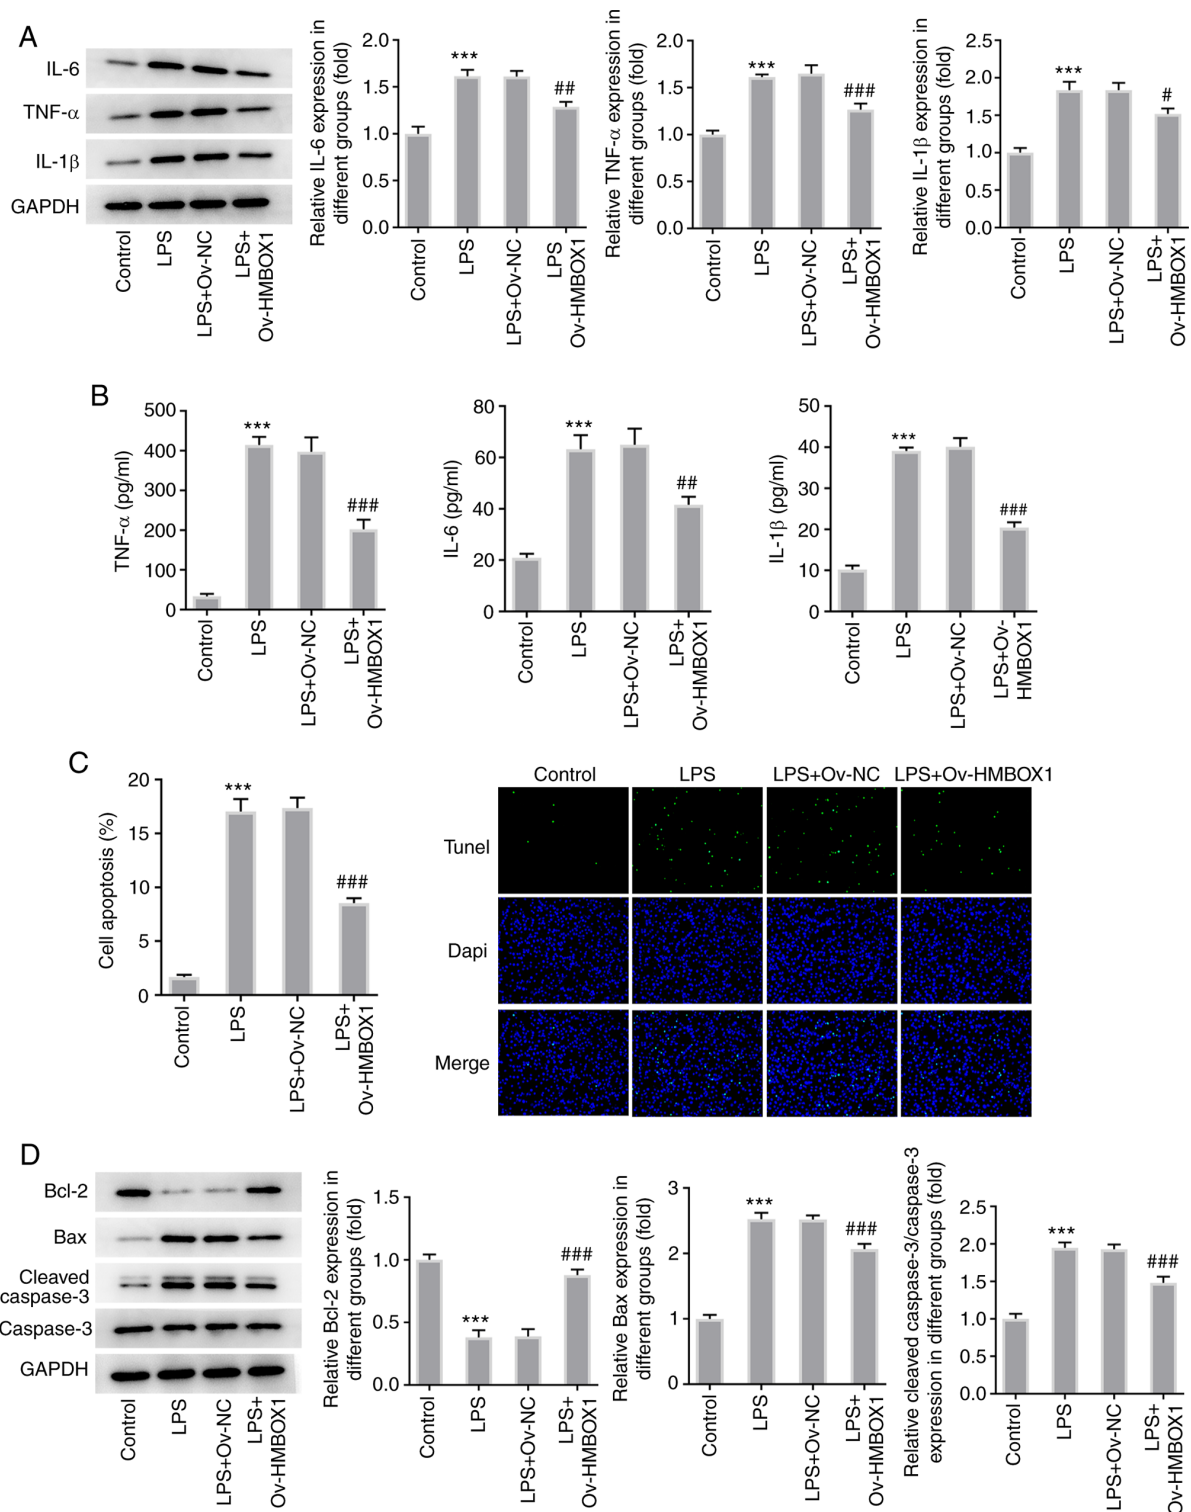 A
IL-6
TNF-α
IL-1β
GAPDH
Control
LPS
LPS+Ov-NC
LPS+
Ov-HMBOX1
Relative IL-6 expression in
different groups (fold)
2.0
1.5
1.0
0.5
0.0
***
##
Control
LPS
LPS+Ov-NC
LPS
Ov-HMBOX1
Relative TNF-α expression in
different groups (fold)
2.0
1.5
1.0
0.5
0.0
***
###
Control
LPS
LPS+Ov-NC
LPS+
Ov-HMBOX1
Relative IL-1β expression in
different groups (fold)
2.5
2.0
1.5
1.0
0.5
0.0
***
#
Control
LPS
LPS+Ov-NC
LPS+
Ov-HMBOX1
B
TNF-α (pg/ml)
500
400
300
200
100
0
***
###
Control
LPS
LPS+Ov-NC
LPS+
Ov-HMBOX1
IL-6 (pg/ml)
80
60
40
20
0
***
##
Control
LPS
LPS+Ov-NC
LPS+
Ov-HMBOX1
IL-1β (pg/ml)
50
40
30
20
10
0
***
###
Control
LPS
LPS+Ov-NC
LPS+Ov-
HMBOX1
C
Cell apoptosis (%)
20
15
10
5
0
***
###
Control
LPS
LPS+Ov-NC
LPS+
Ov-HMBOX1
Control LPS LPS+Ov-NC LPS+Ov-HMBOX1
Tunel
Dapi
Merge
D
Bcl-2
Bax
Cleaved
caspase-3
Caspase-3
GAPDH
Control
LPS
LPS+Ov-NC
LPS+
Ov-HMBOX1
Relative Bcl-2 expression in
different groups (fold)
1.5
1.0
0.5
0.0
***
###
Control
LPS
LPS+Ov-NC
LPS+
Ov-HMBOX1
Relative Bax expression in
different groups (fold)
3
2
1
0
***
###
Control
LPS
LPS+Ov-NC
LPS+
Ov-HMBOX1
Relative cleaved caspase-3/caspase-3
expression in different groups (fold)
2.5
2.0
1.5
1.0
0.5
0.0
***
###
Control
LPS
LPS+Ov-NC
LPS+
Ov-HMBOX1